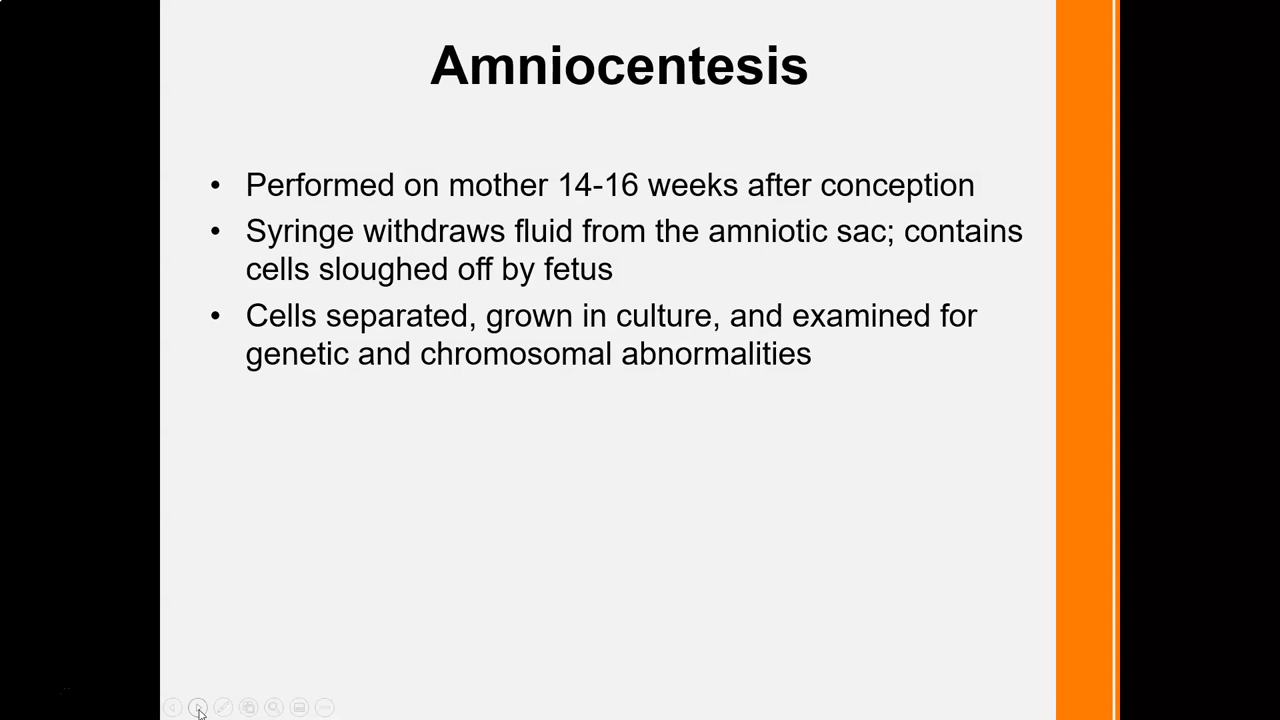 Amniocentesis
• Performed on mother 14-16 weeks after conception
• Syringe withdraws fluid from the amniotic sac; contains
cells sloughed off by fetus
• Cells separated, grown in culture, and examined for
genetic and chromosomal abnormalities